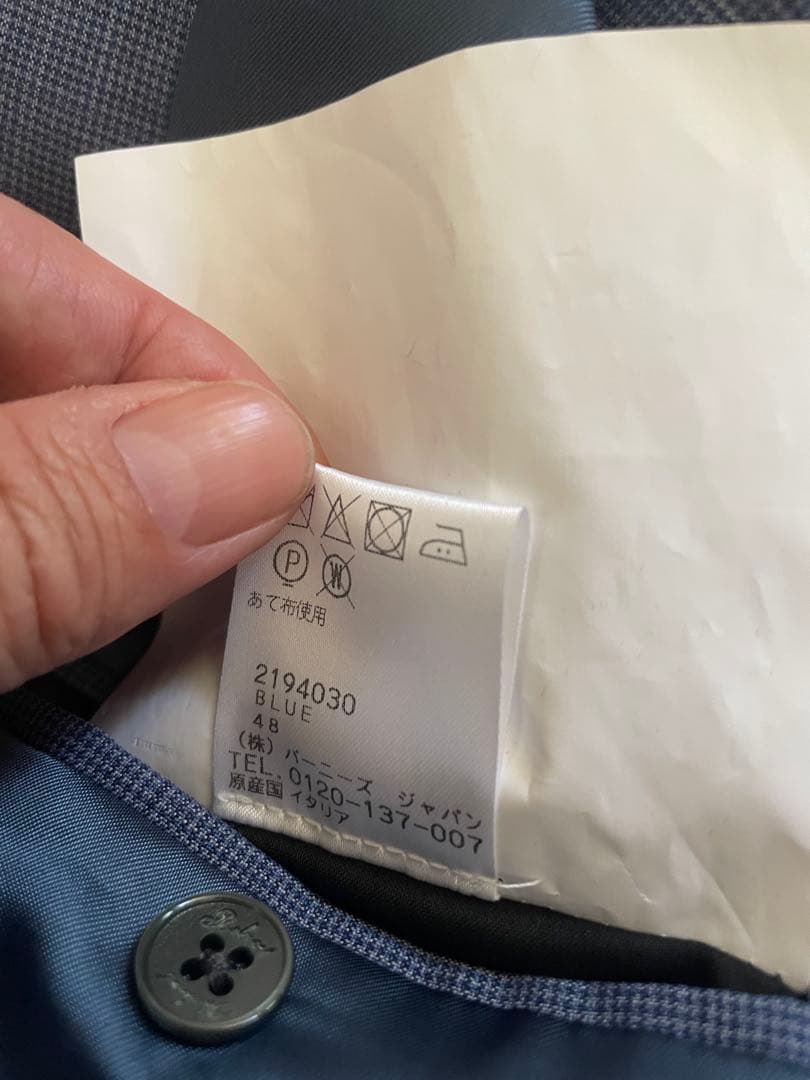 P
W
あて布使用
2194030
BLUE
48
(株) バーニーズ ジャパン
TEL.0120-137-007
原産国 イタリア